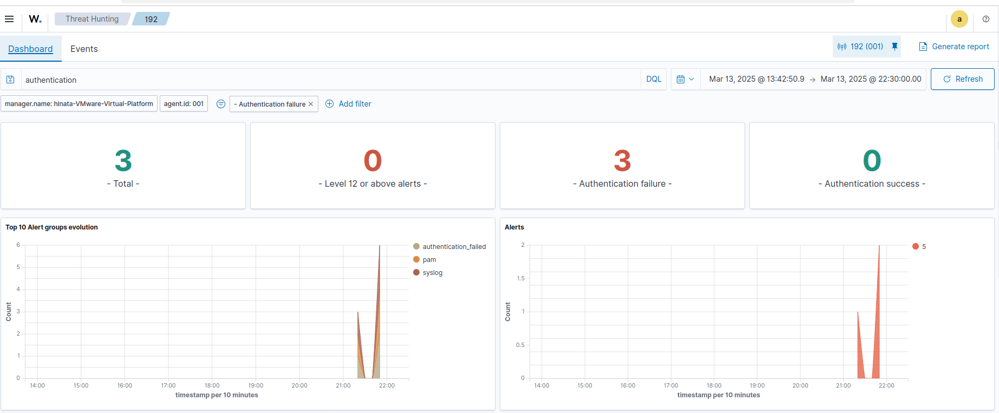 W. Threat Hunting 192 a
Dashboard Events 192 (001) Generate report
authentication DQL Mar 13, 2025 @ 13:42:50.9 → Mar 13, 2025 @ 22:30:00.00 Refresh
manager.name: hinata-VMware-Virtual-Platform agent.id: 001 - Authentication failure × Add filter
3
- Total -
0
- Level 12 or above alerts -
3
- Authentication failure -
0
- Authentication success -
Top 10 Alert groups evolution
Count
6
5
4
3
2
1
0
14:00 15:00 16:00 17:00 18:00 19:00 20:00 21:00 22:00
timestamp per 10 minutes
authentication_failed
pam
syslog
Alerts
Count
2
1.5
1
0.5
0
14:00 15:00 16:00 17:00 18:00 19:00 20:00 21:00 22:00
timestamp per 10 minutes
5